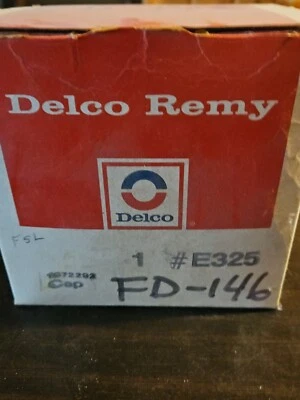 Delco Remy
Delco
FSL
1 #E325
Cap
FD-146